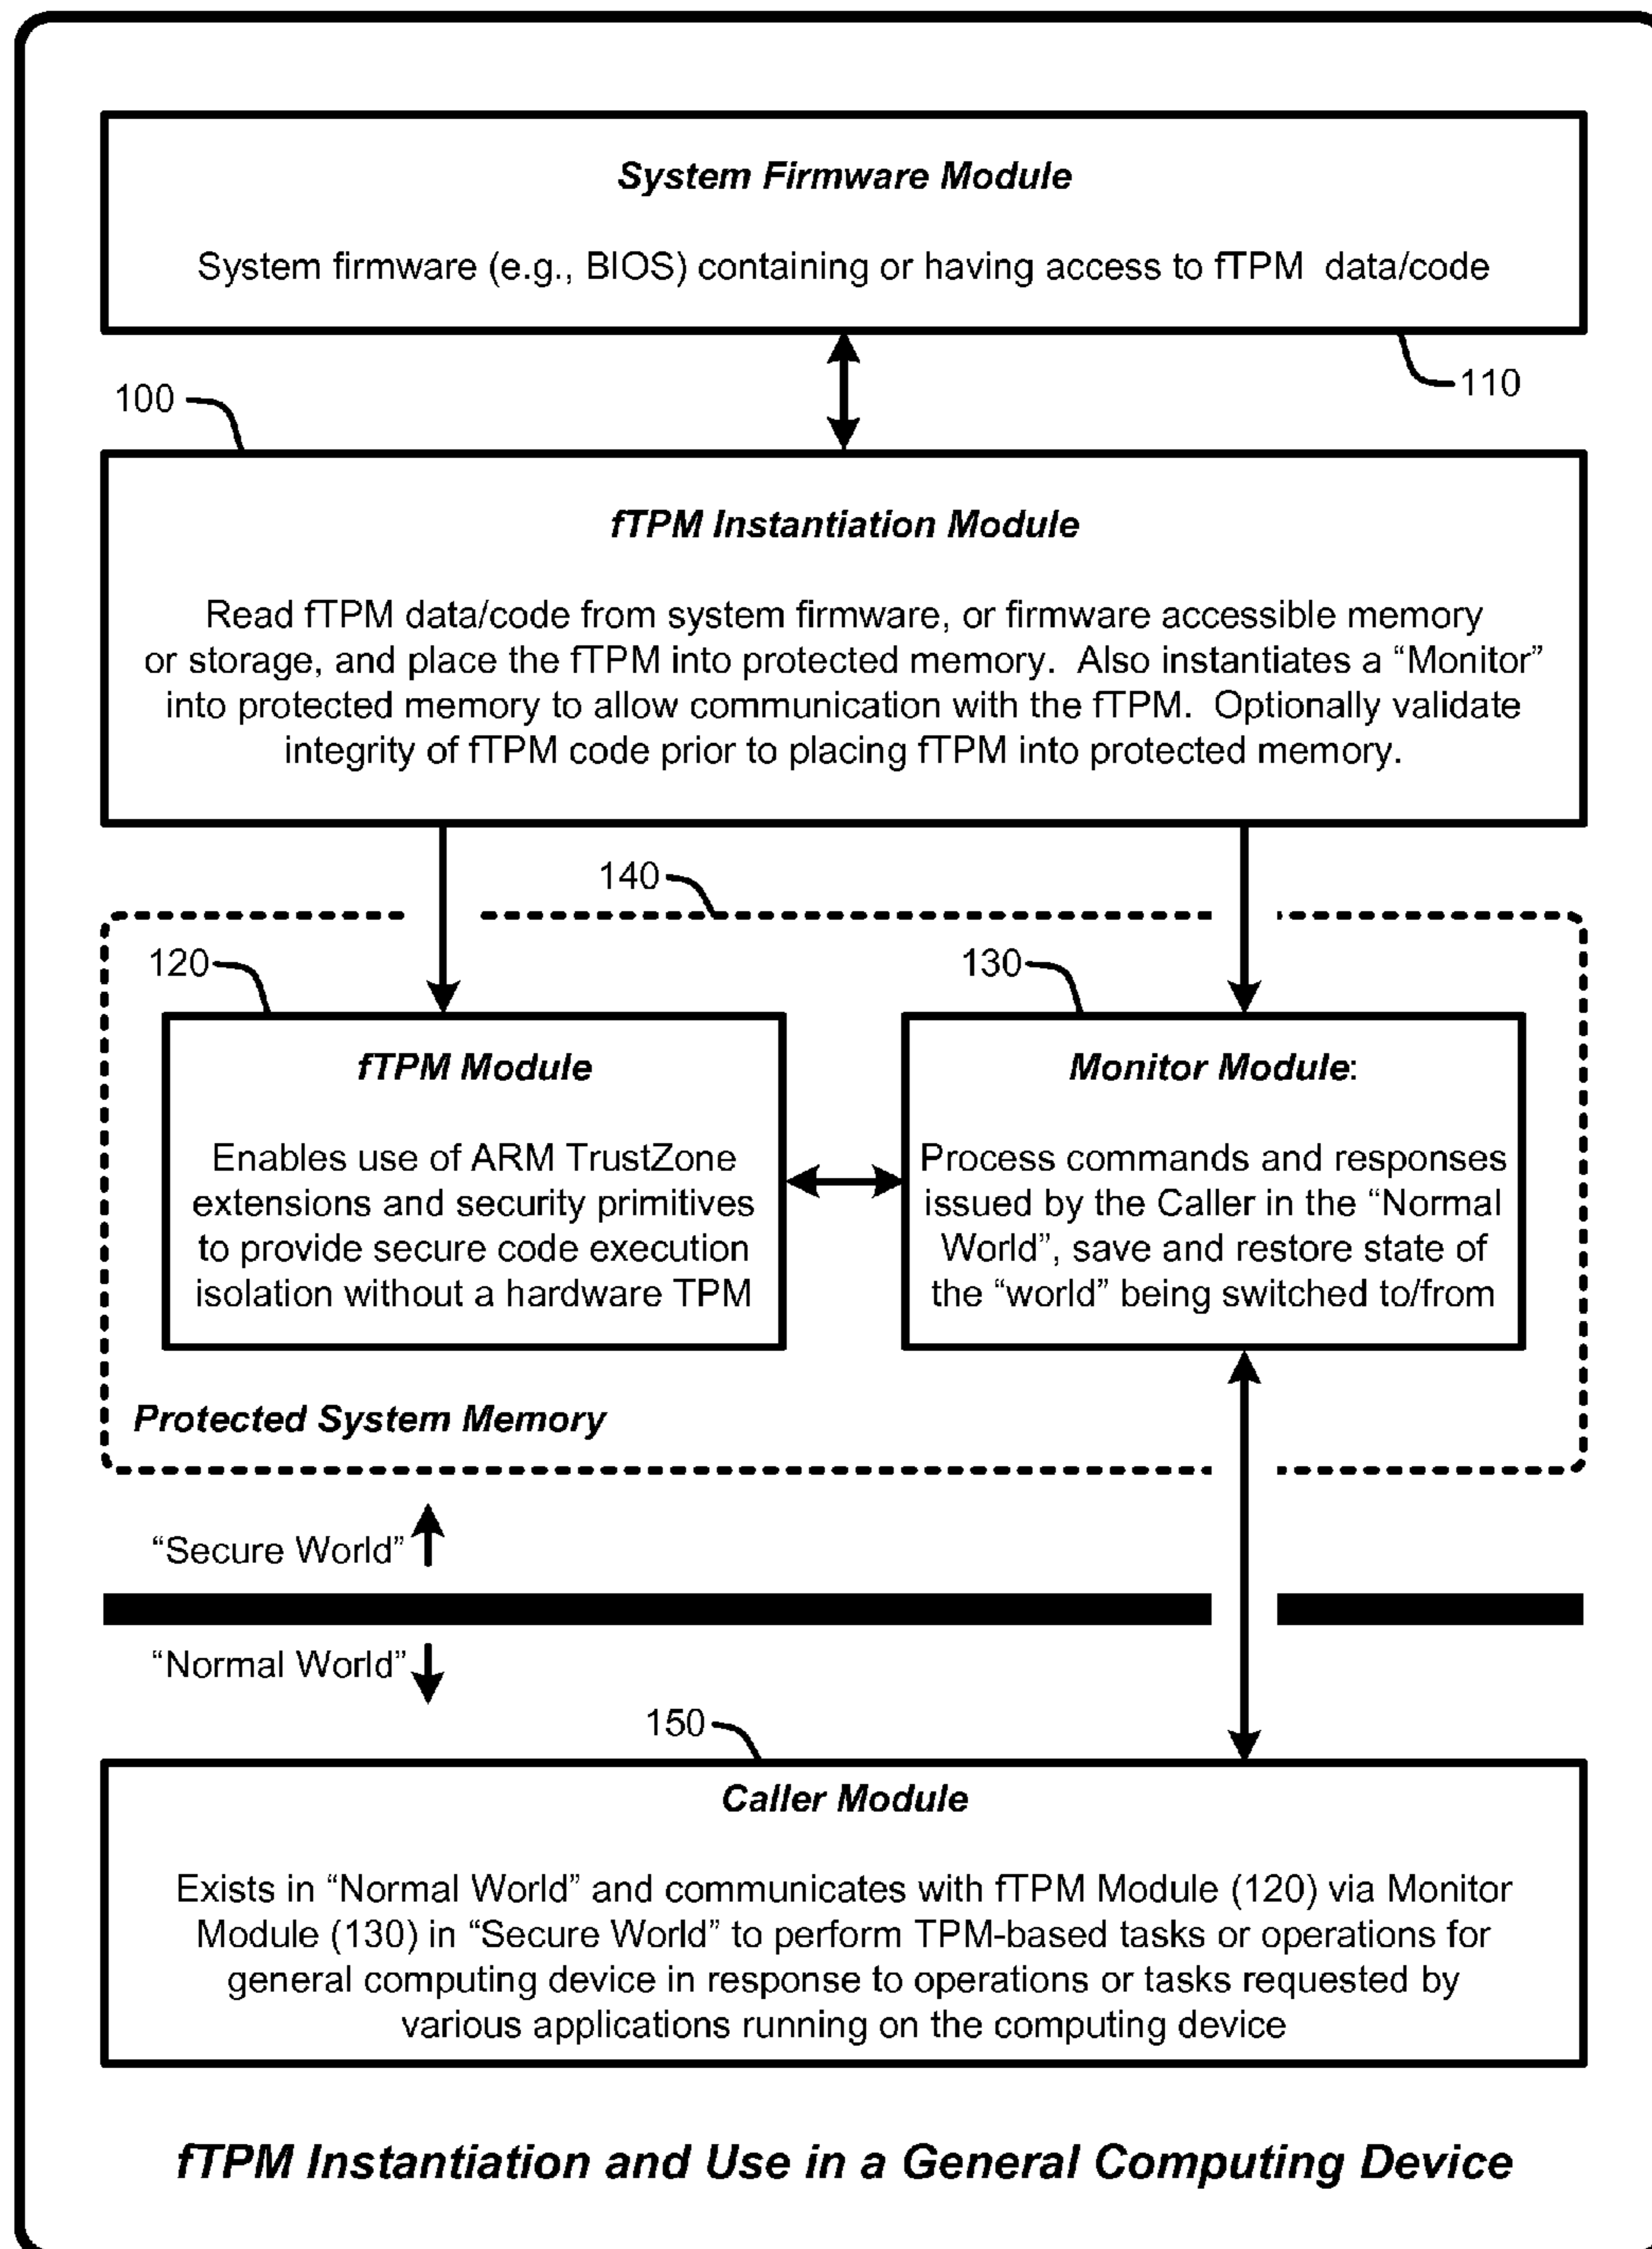 System Firmware Module
System firmware (e.g., BIOS) containing or having access to fTPM data/code
110
100
fTPM Instantiation Module
Read fTPM data/code from system firmware, or firmware accessible memory
or storage, and place the fTPM into protected memory. Also instantiates a “Monitor”
into protected memory to allow communication with the fTPM. Optionally validate
integrity of fTPM code prior to placing fTPM into protected memory.
140
120
130
fTPM Module
Enables use of ARM TrustZone
extensions and security primitives
to provide secure code execution
isolation without a hardware TPM
Monitor Module:
Process commands and responses
issued by the Caller in the “Normal
World”, save and restore state of
the “world” being switched to/from
Protected System Memory
“Secure World”
“Normal World”
150
Caller Module
Exists in “Normal World” and communicates with fTPM Module (120) via Monitor
Module (130) in “Secure World” to perform TPM-based tasks or operations for
general computing device in response to operations or tasks requested by
various applications running on the computing device
fTPM Instantiation and Use in a General Computing Device